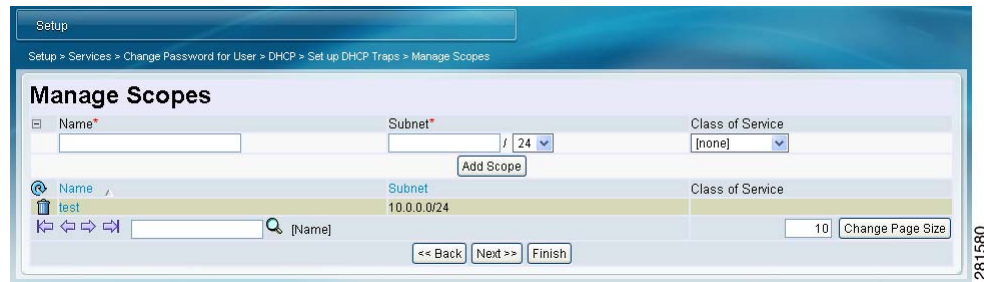 Setup
Setup > Services > Change Password for User > DHCP > Set up DHCP Traps > Manage Scopes
Manage Scopes
Name* Subnet* Class of Service
/ 24 [none]
Add Scope
Name Subnet Class of Service
test 10.0.0.0/24
[Name] 10 Change Page Size
<< Back Next >> Finish
281580